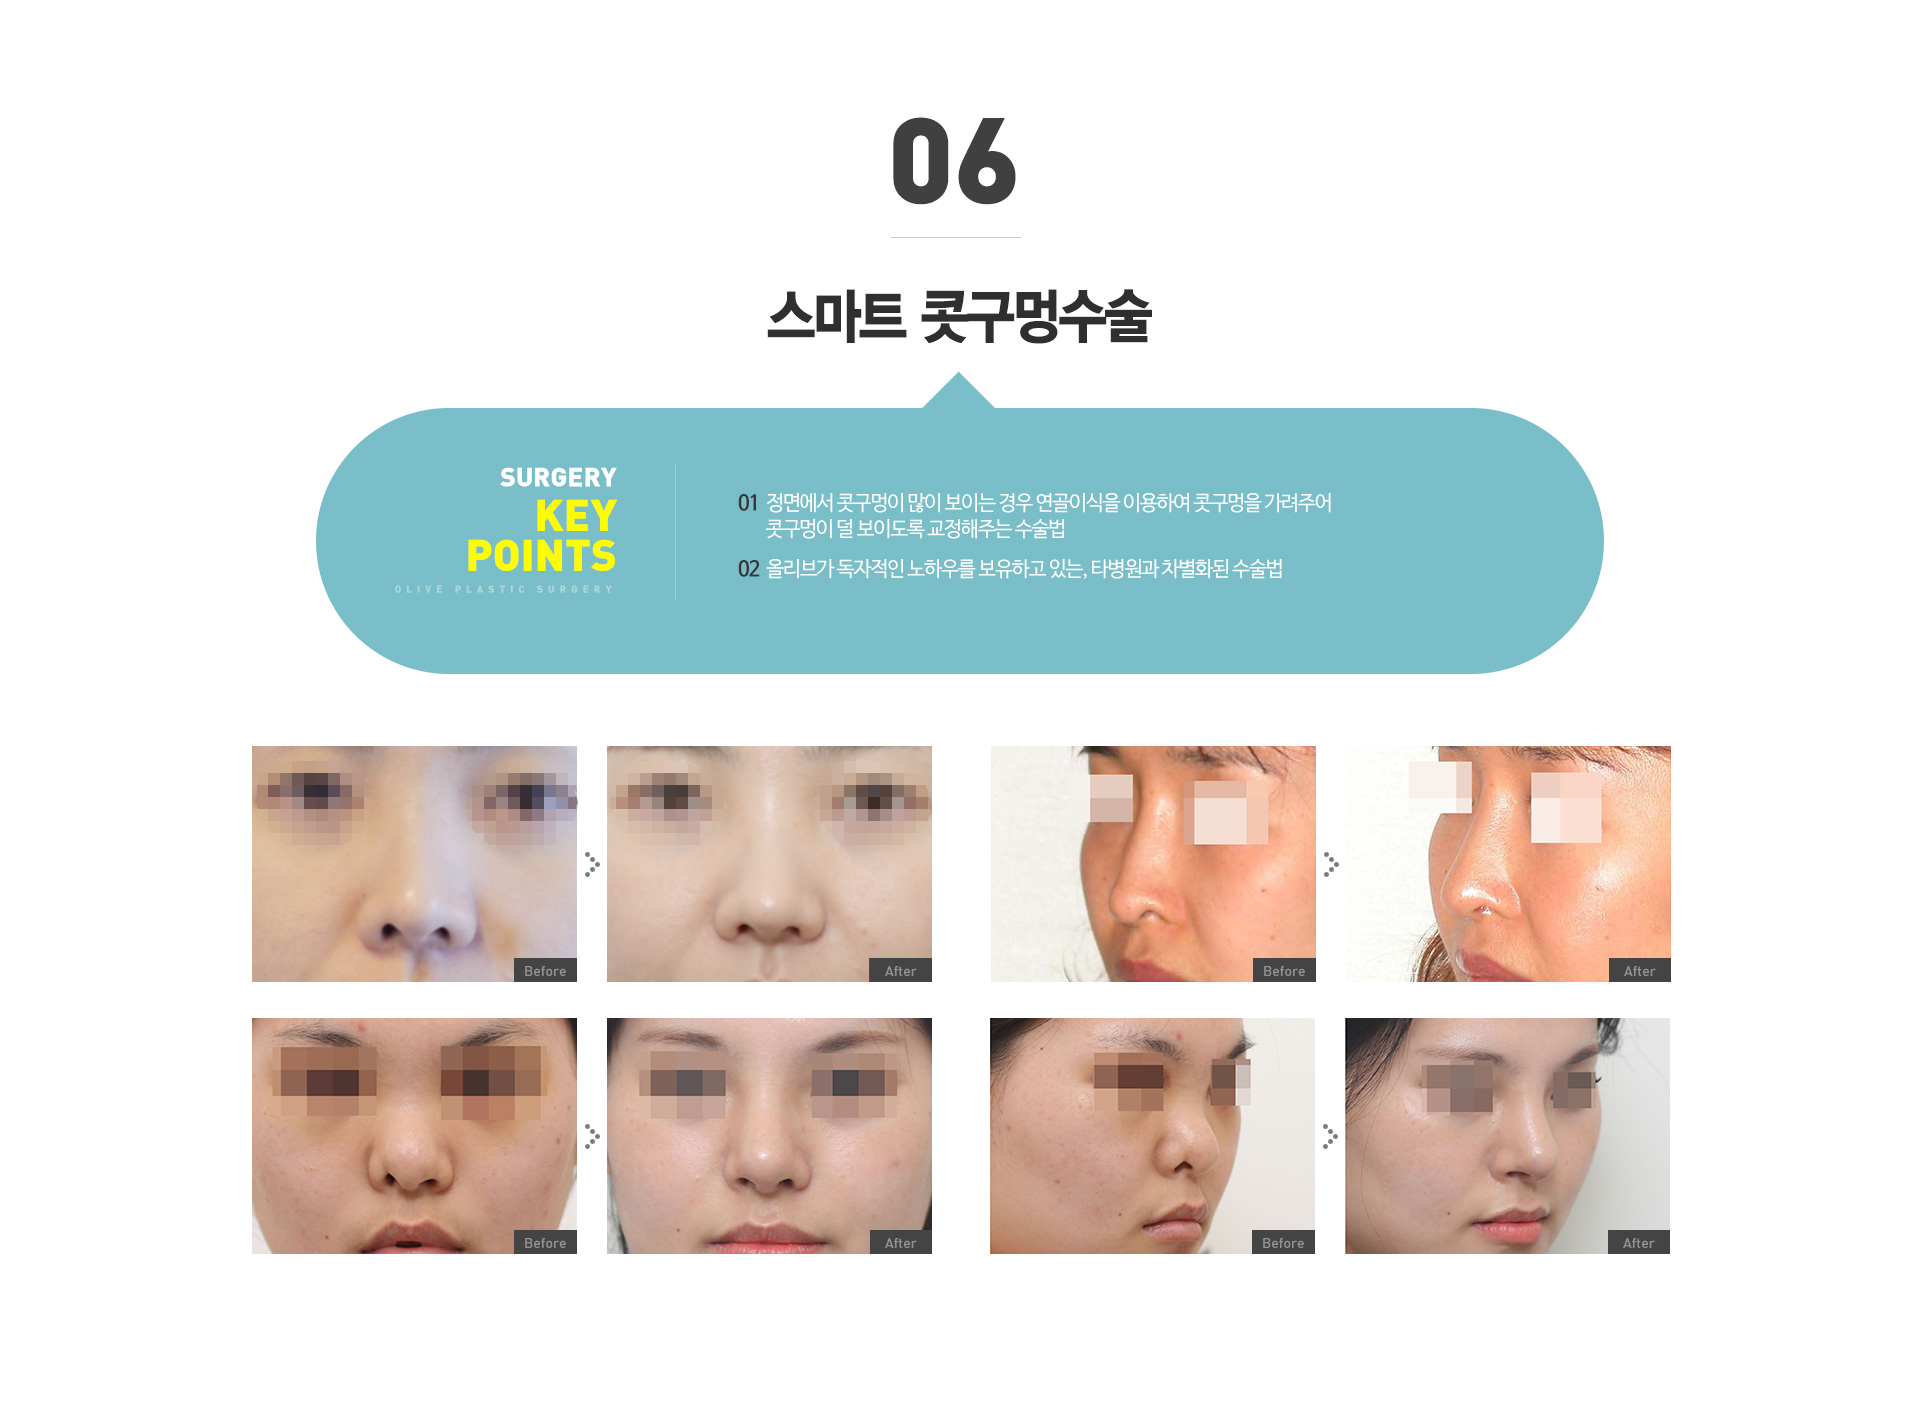 06
스마트 콧구멍수술
SURGERY
KEY
POINTS
OLIVE PLASTIC SURGERY
01 정면에서 콧구멍이 많이 보이는 경우 연골이식을 이용하여 콧구멍을 가려주어
콧구멍이 덜 보이도록 교정해주는 수술법
02 올리브가 독자적인 노하우를 보유하고 있는, 타병원과 차별화된 수술법
Before
After
Before
After
Before
After
Before
After